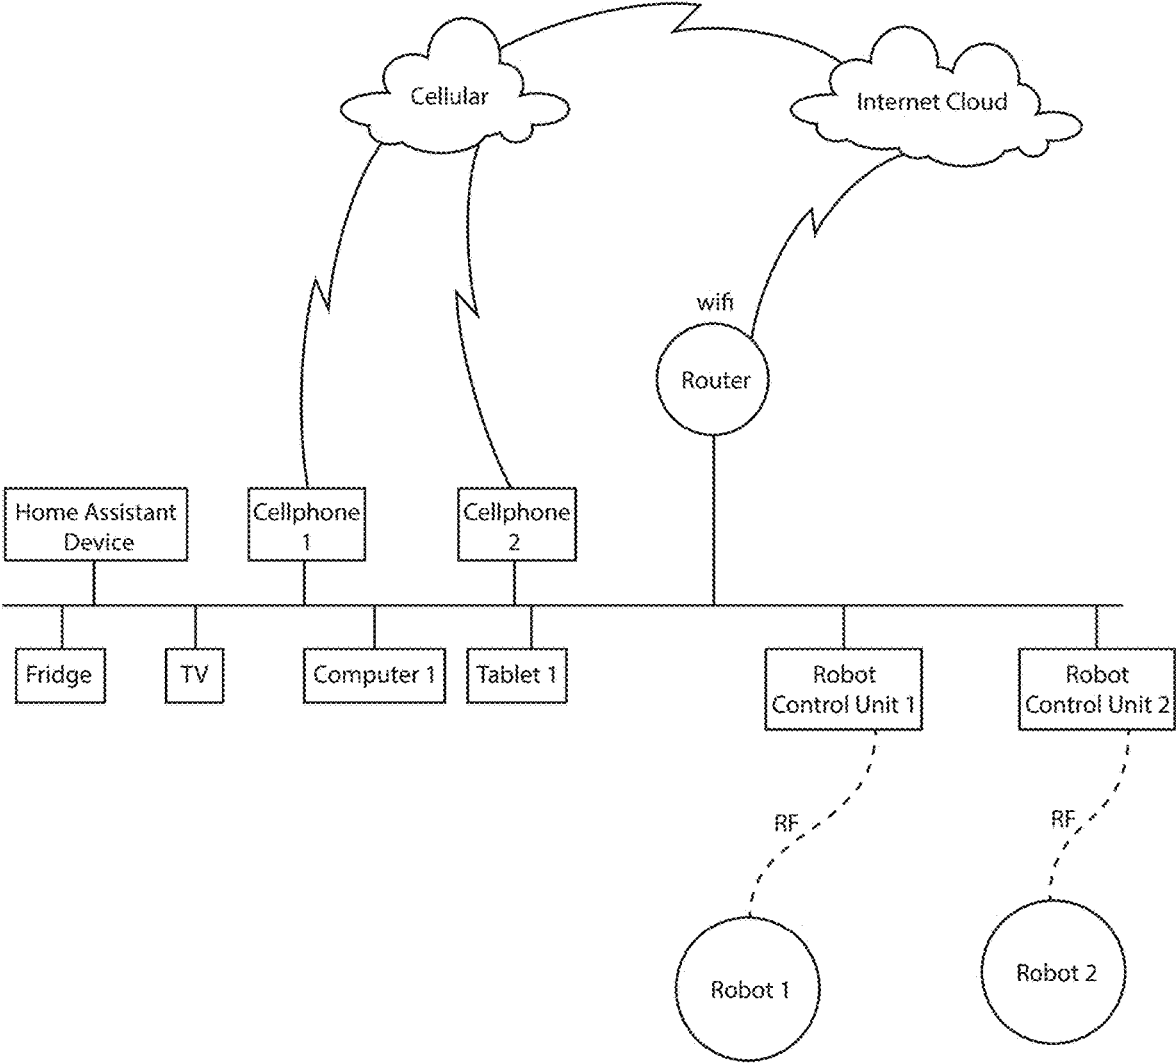 Cellular
Internet Cloud
wifi
Router
Home Assistant
Device
Cellphone
1
Cellphone
2
Fridge
TV
Computer 1
Tablet 1
Robot
Control Unit 1
Robot
Control Unit 2
RF
RF
Robot 1
Robot 2